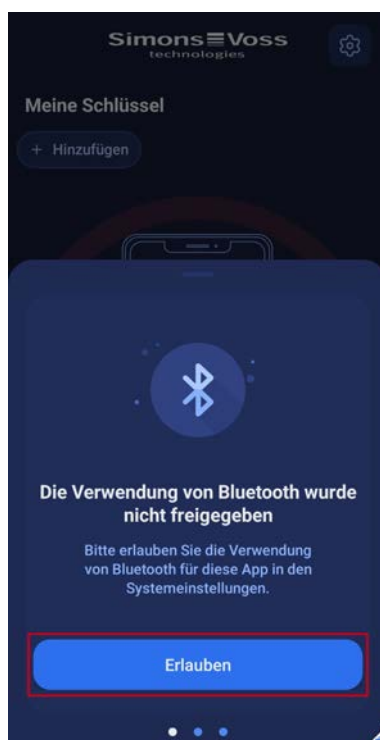 Simons Voss
technologies
Meine Schlüssel
+ Hinzufügen
Die Verwendung von Bluetooth wurde
nicht freigegeben
Bitte erlauben Sie die Verwendung
von Bluetooth für diese App in den
Systemeinstellungen.
Erlauben